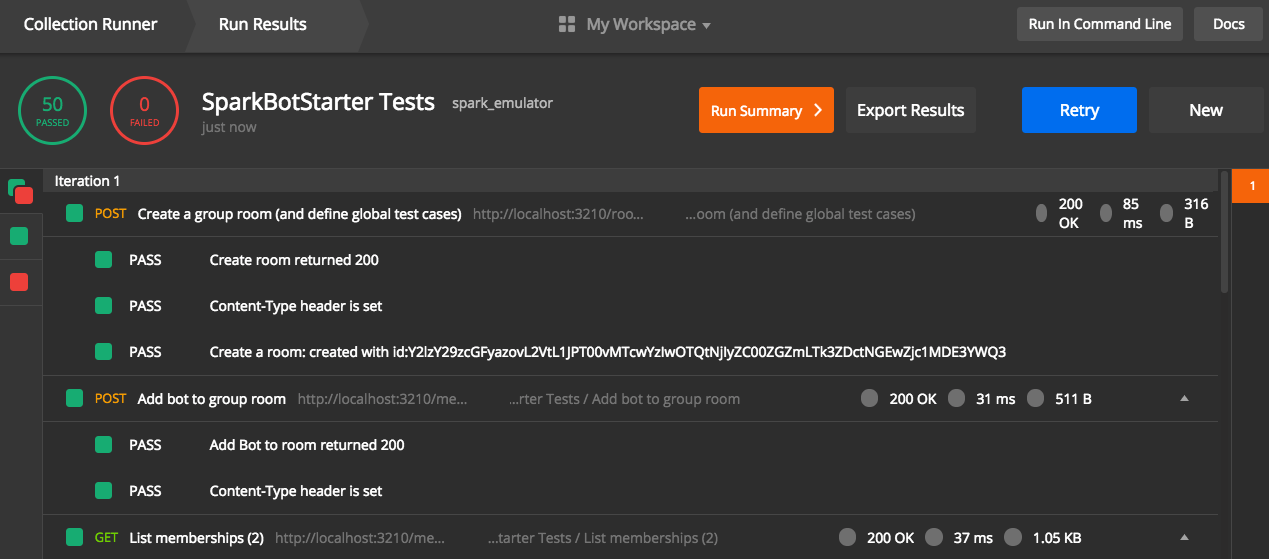 Collection Runner Run Results My Workspace Run In Command Line Docs
50 PASSED 0 FAILED SparkBotStarter Tests spark_emulator Run Summary Export Results Retry New
just now
Iteration 1 1
POST Create a group room (and define global test cases) http://localhost:3210/roo... ...oom (and define global test cases) 200 OK 85 ms 316 B
PASS Create room returned 200
PASS Content-Type header is set
PASS Create a room: created with id:Y2lzY29zcGFyazovL2VtL1JPT00vMTcwYzIwOTQtNjIyZC00ZGZmLTk3ZDctNGEwZjc1MDE3YWQ3
POST Add bot to group room http://localhost:3210/me... ...rter Tests / Add bot to group room 200 OK 31 ms 511 B
PASS Add Bot to room returned 200
PASS Content-Type header is set
GET List memberships (2) http://localhost:3210/me... ...tarter Tests / List memberships (2) 200 OK 37 ms 1.05 KB